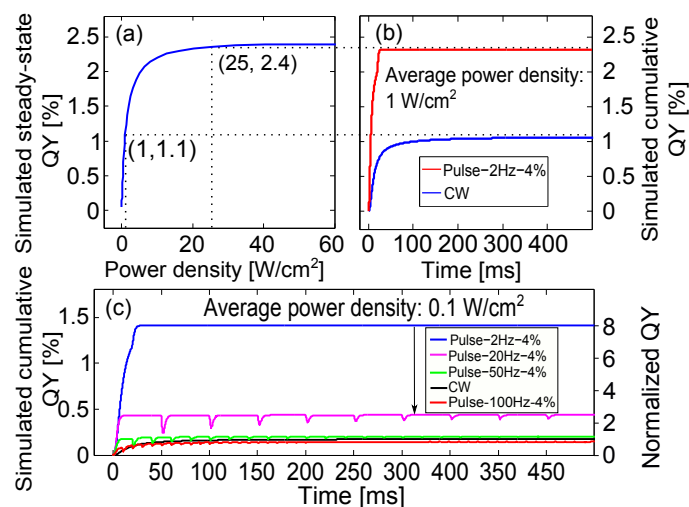 Simulated steady-state
QY [%]
2.5
2
1.5
1
0.5
0
(a)
(25, 2.4)
(1,1.1)
0 20 40 60
Power density [W/cm²]
(b)
Average power density:
1 W/cm²
Pulse−2Hz−4%
CW
2.5
2
1.5
1
0.5
0
0 100 200 300 400
Time [ms]
Simulated cumulative
QY [%]
(c) Average power density: 0.1 W/cm²
Simulated cumulative
QY [%]
1.5
1
0.5
0
Pulse−2Hz−4%
Pulse−20Hz−4%
Pulse−50Hz−4%
CW
Pulse-100Hz-4%
8
6
4
2
0
Normalized QY
0 50 100 150 200 250 300 350 400 450
Time [ms]